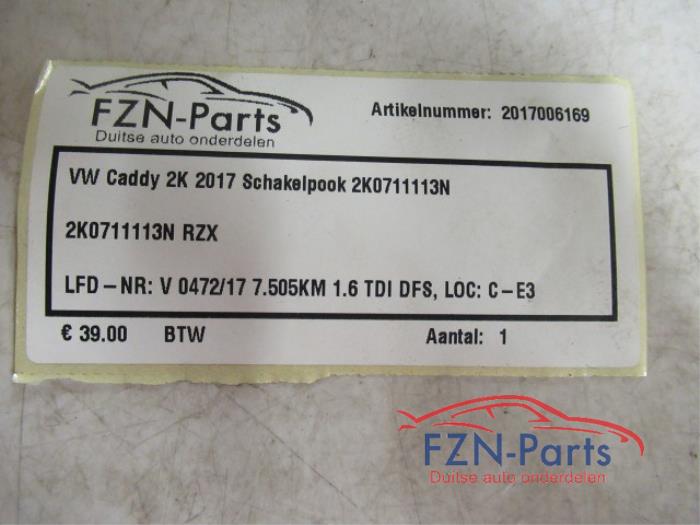 FZN-Parts
Duitse auto onderdelen
Artikelnummer: 2017006169
VW Caddy 2K 2017 Schakelpook 2K0711113N
2K0711113N RZX
LFD-NR: V 0472/17 7.505KM 1.6 TDI DFS, LOC: C-E3
€ 39.00 BTW Aantal: 1
FZN-Parts
Duitse auto onderdelen